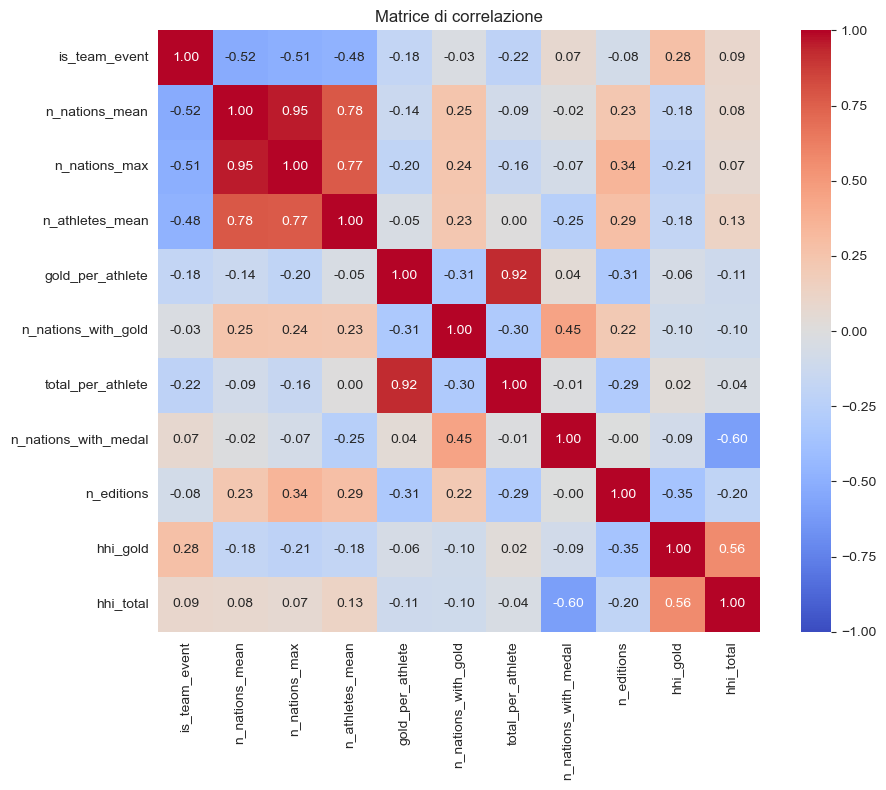 Matrice di correlazione
is_team_event 1.00 -0.52 -0.51 -0.48 -0.18 -0.03 -0.22 0.07 -0.08 0.28 0.09
n_nations_mean -0.52 1.00 0.95 0.78 -0.14 0.25 -0.09 -0.02 0.23 -0.18 0.08
n_nations_max -0.51 0.95 1.00 0.77 -0.20 0.24 -0.16 -0.07 0.34 -0.21 0.07
n_athletes_mean -0.48 0.78 0.77 1.00 -0.05 0.23 0.00 -0.25 0.29 -0.18 0.13
gold_per_athlete -0.18 -0.14 -0.20 -0.05 1.00 -0.31 0.92 0.04 -0.31 -0.06 -0.11
n_nations_with_gold -0.03 0.25 0.24 0.23 -0.31 1.00 -0.30 0.45 0.22 -0.10 -0.10
total_per_athlete -0.22 -0.09 -0.16 0.00 0.92 -0.30 1.00 -0.01 -0.29 0.02 -0.04
n_nations_with_medal 0.07 -0.02 -0.07 -0.25 0.04 0.45 -0.01 1.00 -0.00 -0.09 -0.60
n_editions -0.08 0.23 0.34 0.29 -0.31 0.22 -0.29 -0.00 1.00 -0.35 -0.20
hhi_gold 0.28 -0.18 -0.21 -0.18 -0.06 -0.10 0.02 -0.09 -0.35 1.00 0.56
hhi_total 0.09 0.08 0.07 0.13 -0.11 -0.10 -0.04 -0.60 -0.20 0.56 1.00
is_team_event
n_nations_mean
n_nations_max
n_athletes_mean
gold_per_athlete
n_nations_with_gold
total_per_athlete
n_nations_with_medal
n_editions
hhi_gold
hhi_total
1.00
0.75
0.50
0.25
0.00
−0.25
−0.50
−0.75
−1.00